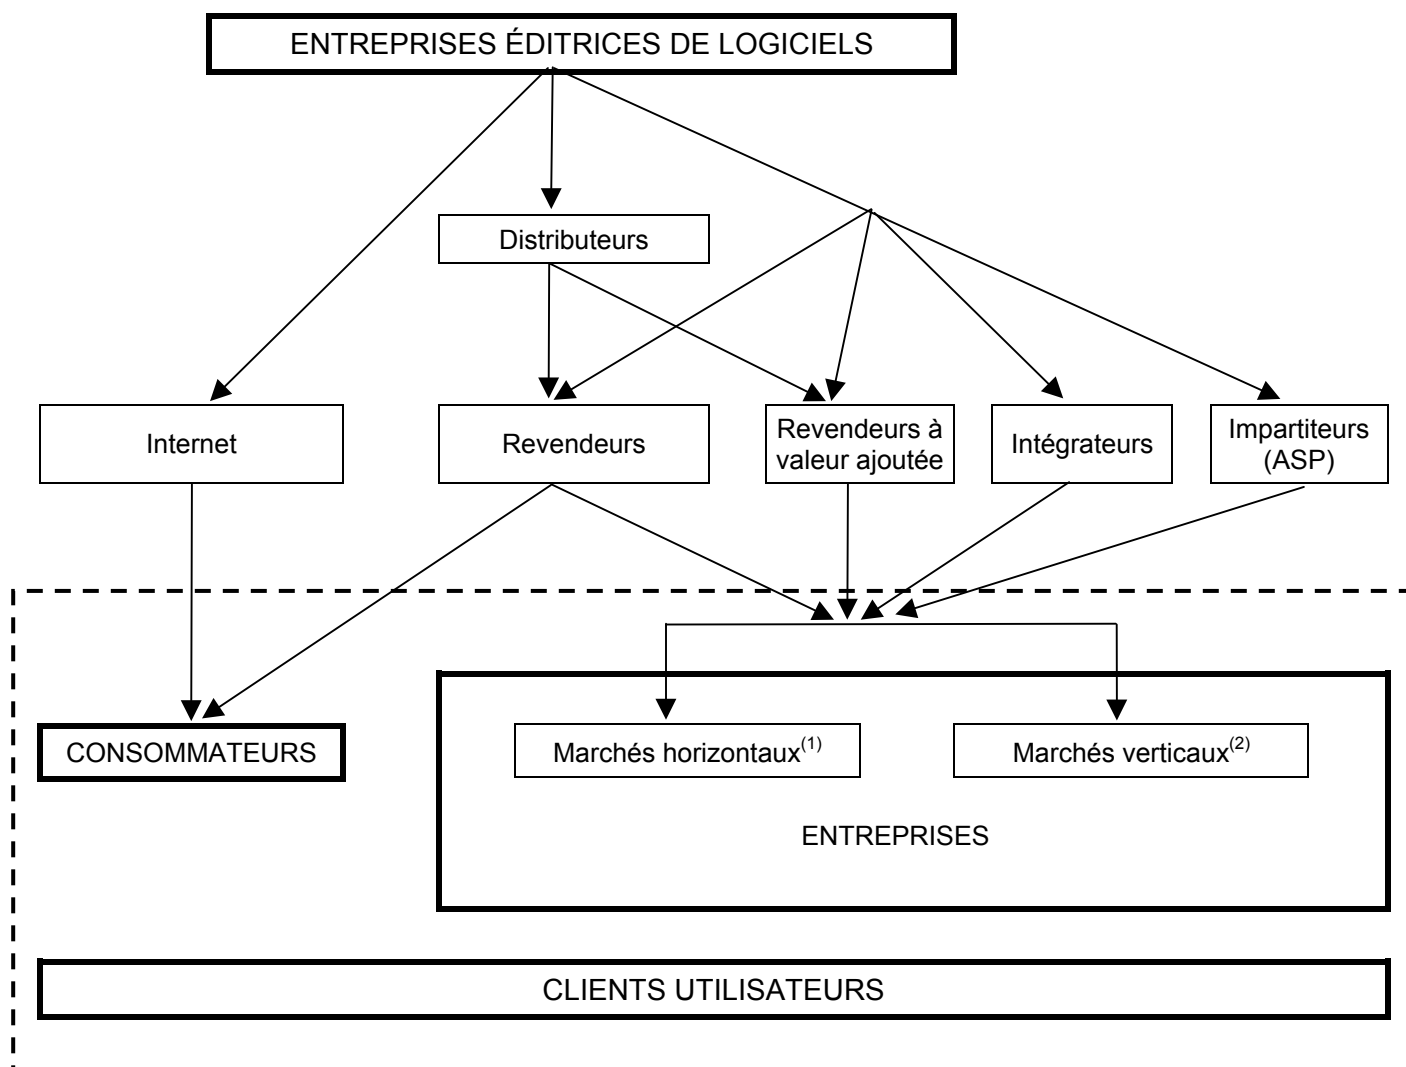 ENTREPRISES ÉDITRICES DE LOGICIELS
Distributeurs
Internet
Revendeurs
Revendeurs à
valeur ajoutée
Intégrateurs
Impartiteurs
(ASP)
CONSOMMATEURS
Marchés horizontaux(1)
Marchés verticaux(2)
ENTREPRISES
CLIENTS UTILISATEURS